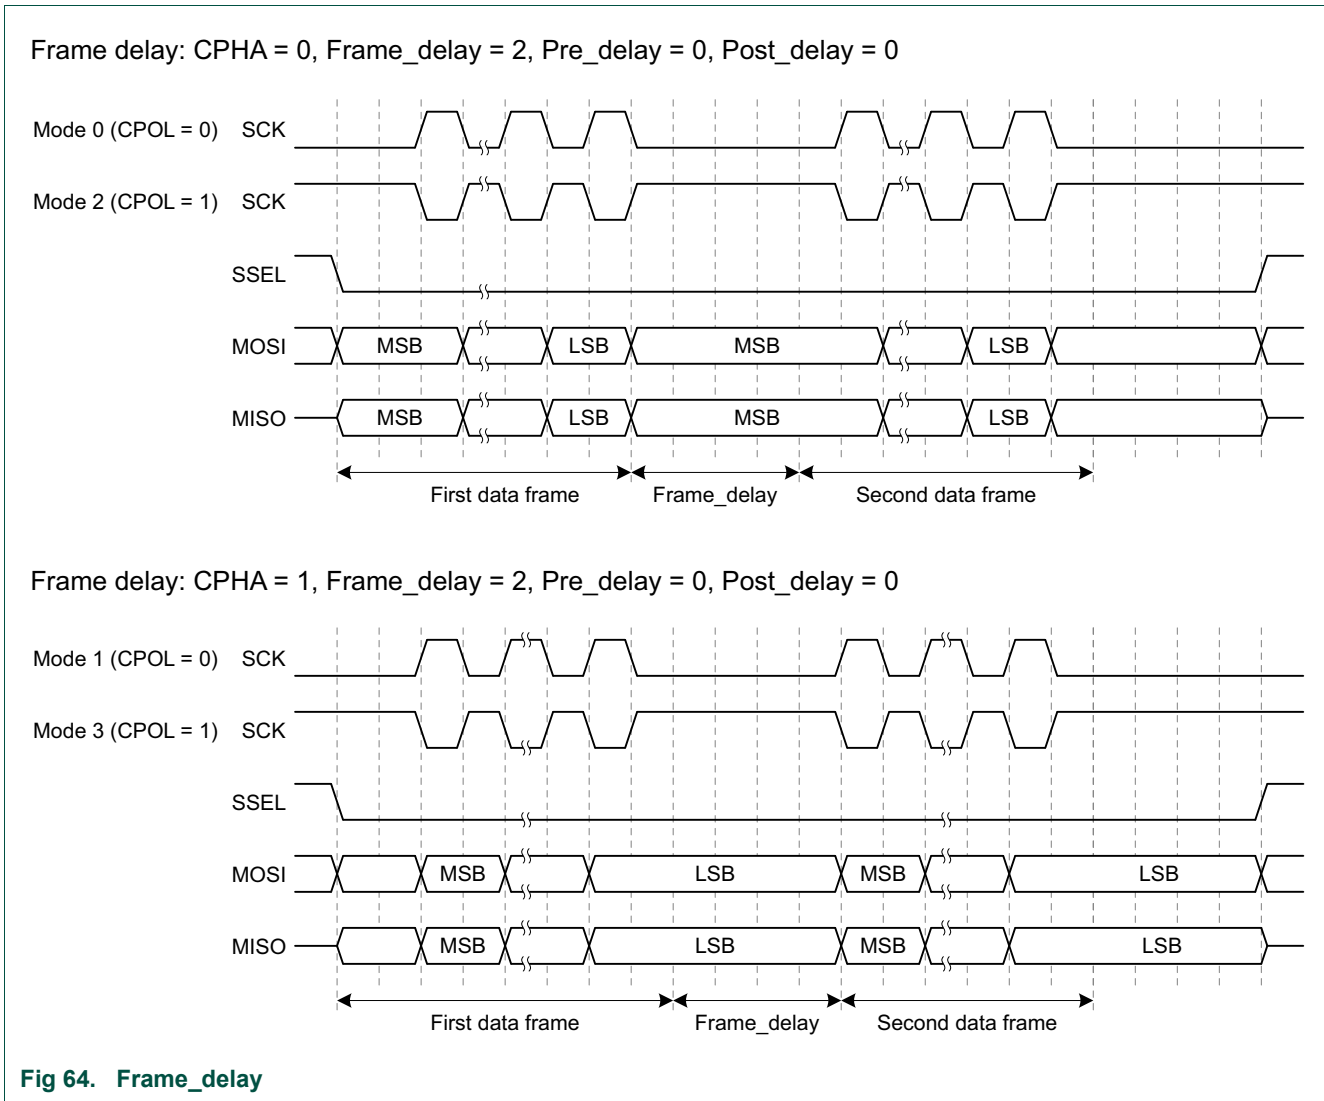 Frame delay: CPHA = 0, Frame_delay = 2, Pre_delay = 0, Post_delay = 0
Mode 0 (CPOL = 0) SCK
Mode 2 (CPOL = 1) SCK
SSEL
MOSI MSB LSB MSB LSB
MISO MSB LSB MSB LSB
First data frame Frame_delay Second data frame
Frame delay: CPHA = 1, Frame_delay = 2, Pre_delay = 0, Post_delay = 0
Mode 1 (CPOL = 0) SCK
Mode 3 (CPOL = 1) SCK
SSEL
MOSI MSB LSB MSB LSB
MISO MSB LSB MSB LSB
First data frame Frame_delay Second data frame
Fig 64. Frame_delay